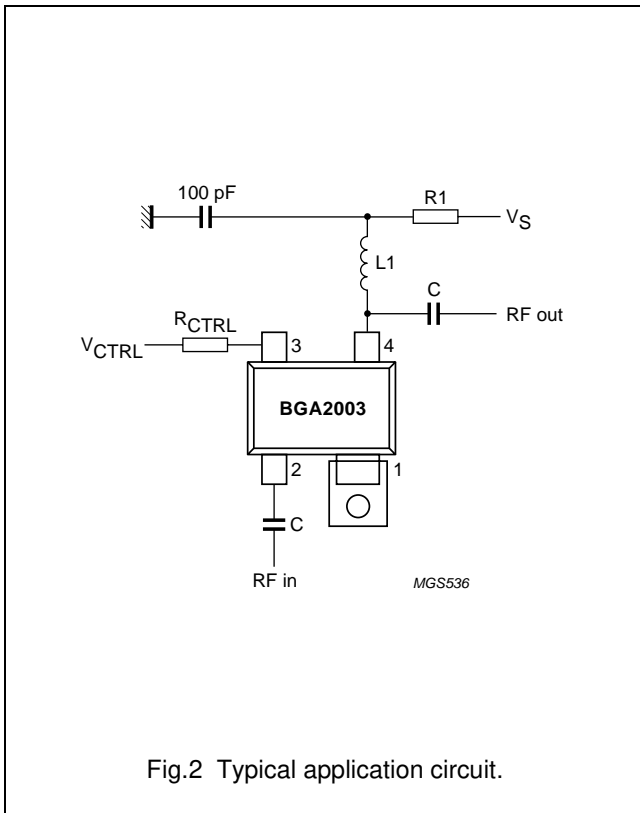 100 pF
R1
VS
L1
C
RF out
RCTRL
VCTRL
3
4
BGA2003
2
1
C
RF in
MGS536
Fig.2 Typical application circuit.